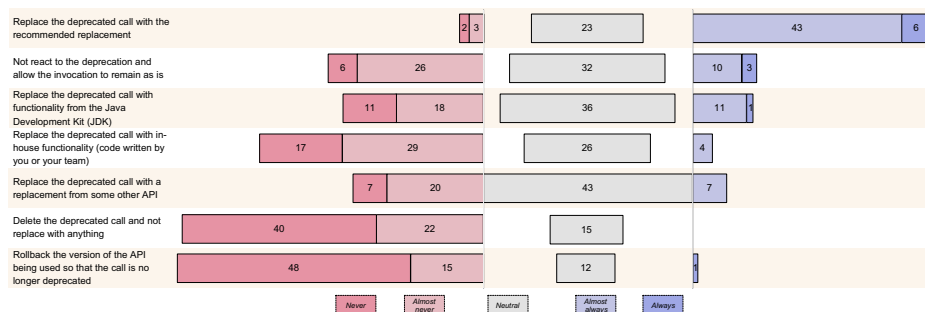 Replace the deprecated call with the
recommended replacement
2 3 23 43 6
Not react to the deprecation and
allow the invocation to remain as is
6 26 32 10 3
Replace the deprecated call with
functionality from the Java
Development Kit (JDK)
11 18 36 11 1
Replace the deprecated call with in-
house functionality (code written by
you or your team)
17 29 26 4
Replace the deprecated call with a
replacement from some other API
7 20 43 7
Delete the deprecated call and not
replace with anything
40 22 15
Rollback the version of the API
being used so that the call is no
longer deprecated
48 15 12 1
Never
Almost
never
Neutral
Almost
always
Always